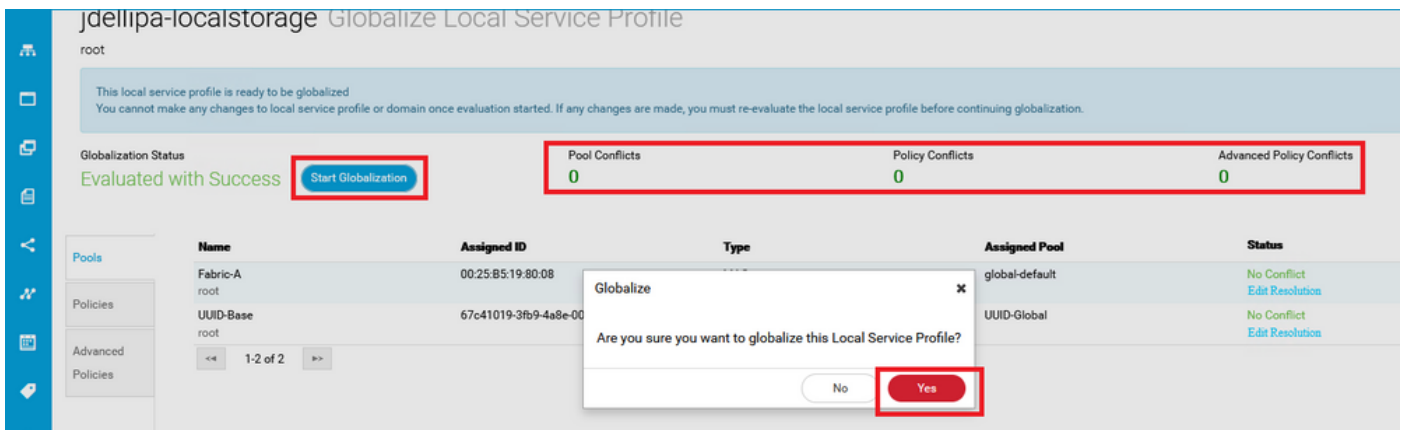 jdellipa-localstorage Globalize Local Service Profile
root
This local service profile is ready to be globalized
You cannot make any changes to local service profile or domain once evaluation started. If any changes are made, you must re-evaluate the local service profile before continuing globalization.
Globalization Status
Evaluated with Success
Start Globalization
Pool Conflicts
0
Policy Conflicts
0
Advanced Policy Conflicts
0
Pools
Policies
Advanced
Policies
Name Assigned ID Type Assigned Pool Status
Fabric-A 00:25:B5:19:80:08 global-default No Conflict
root Edit Resolution
UUID-Base 67c41019-3fb9-4a8e-00 UUID-Global No Conflict
root Edit Resolution
<< 1-2 of 2 >>
Globalize ×
Are you sure you want to globalize this Local Service Profile?
No Yes